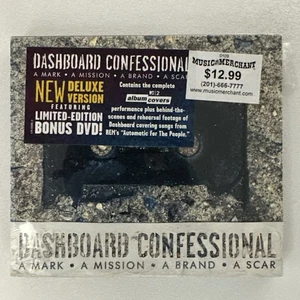 DASHBOARD CONFESSIONAL
A MARK • A MISSION • A BRAND • A SCAR
NEW DELUXE
VERSION
FEATURING
LIMITED-EDITION
BONUS DVD!
Contains the complete
album covers
performance plus behind-the-
scenes and rehearsal footage of
Dashboard covering songs from
REM's "Automatic For The People."
MUSIC MERCHANT
$12.99
(201)-666-7777
www.musicmerchant.com
DASHBOARD CONFESSIONAL
A MARK • A MISSION • A BRAND • A SCAR